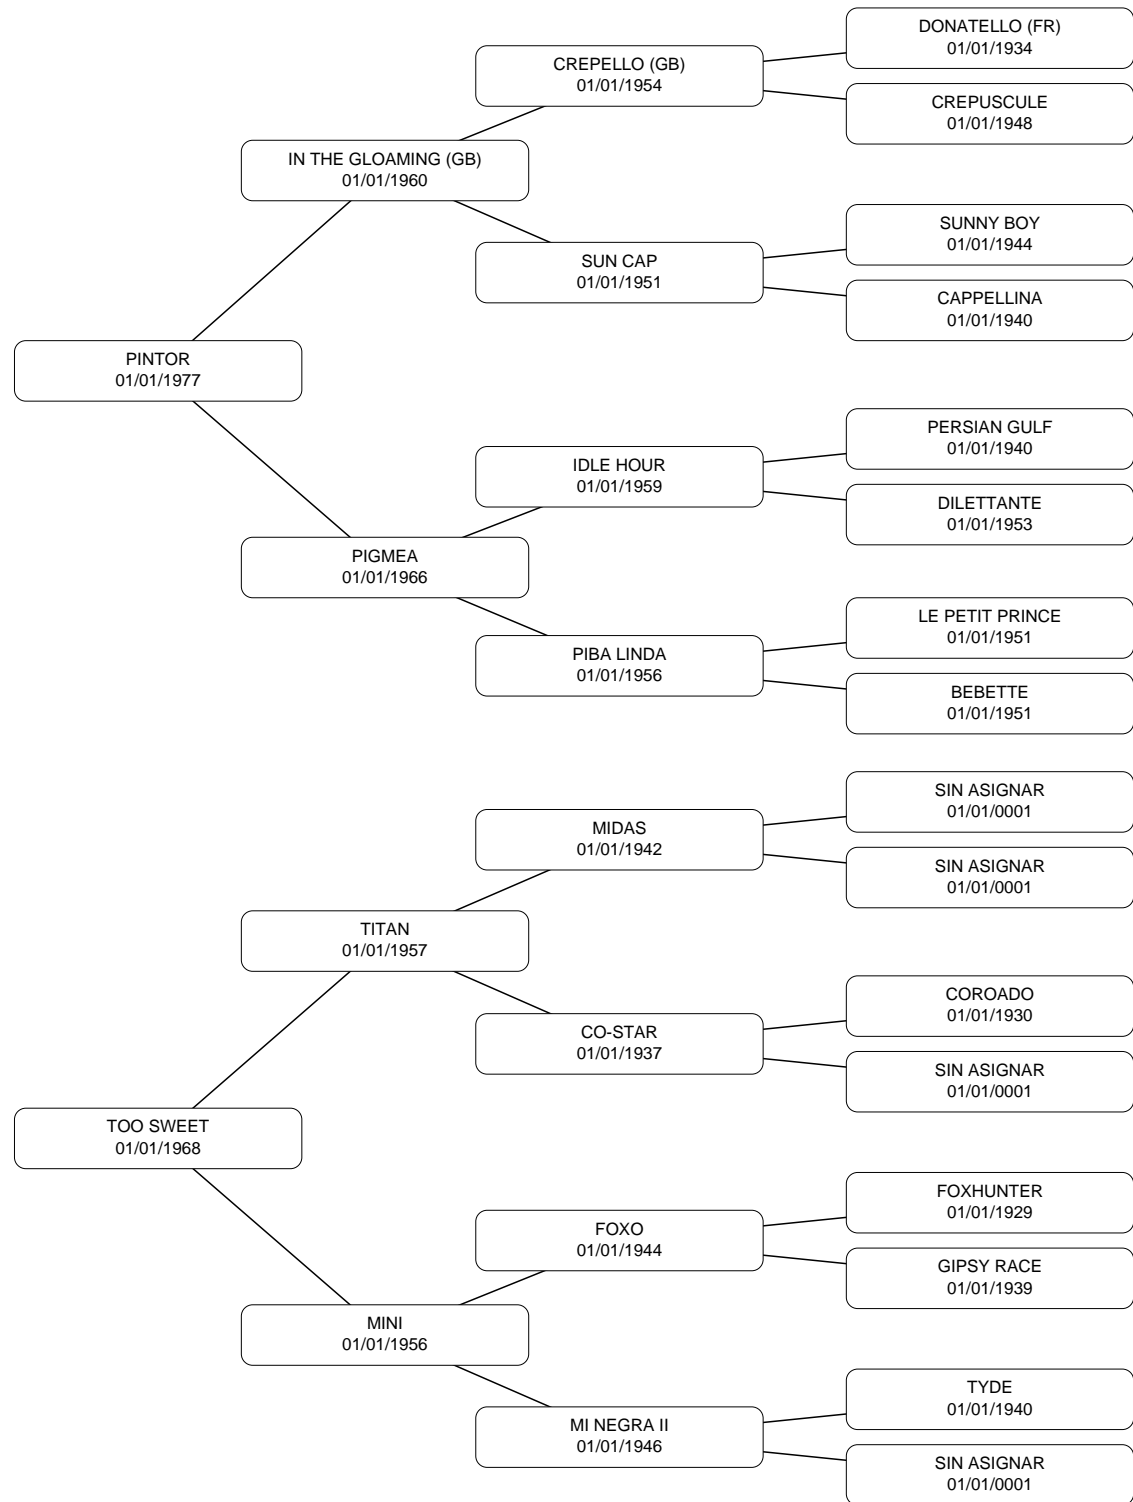 DONATELLO (FR)
01/01/1934
CREPELLO (GB)
01/01/1954
CREPUSCULE
01/01/1948
IN THE GLOAMING (GB)
01/01/1960
SUNNY BOY
01/01/1944
SUN CAP
01/01/1951
CAPPELLINA
01/01/1940
PINTOR
01/01/1977
PERSIAN GULF
01/01/1940
IDLE HOUR
01/01/1959
DILETTANTE
01/01/1953
PIGMEA
01/01/1966
LE PETIT PRINCE
01/01/1951
PIBA LINDA
01/01/1956
BEBETTE
01/01/1951
SIN ASIGNAR
01/01/0001
MIDAS
01/01/1942
SIN ASIGNAR
01/01/0001
TITAN
01/01/1957
COROADO
01/01/1930
CO-STAR
01/01/1937
SIN ASIGNAR
01/01/0001
TOO SWEET
01/01/1968
FOXHUNTER
01/01/1929
FOXO
01/01/1944
GIPSY RACE
01/01/1939
MINI
01/01/1956
TYDE
01/01/1940
MI NEGRA II
01/01/1946
SIN ASIGNAR
01/01/0001